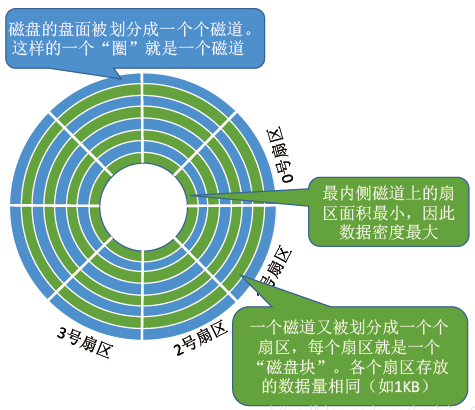 磁盘的盘面被划分成一个个磁道。
这样的一个“圈”就是一个磁道
0号扇区
最内侧磁道上的扇
区面积最小，因此
数据密度最大
号扇区
2号扇区
3号扇区
一个磁道又被划分成一个个
扇区，每个扇区就是一个
“磁盘块”。各个扇区存放
的数据量相同（如1KB）